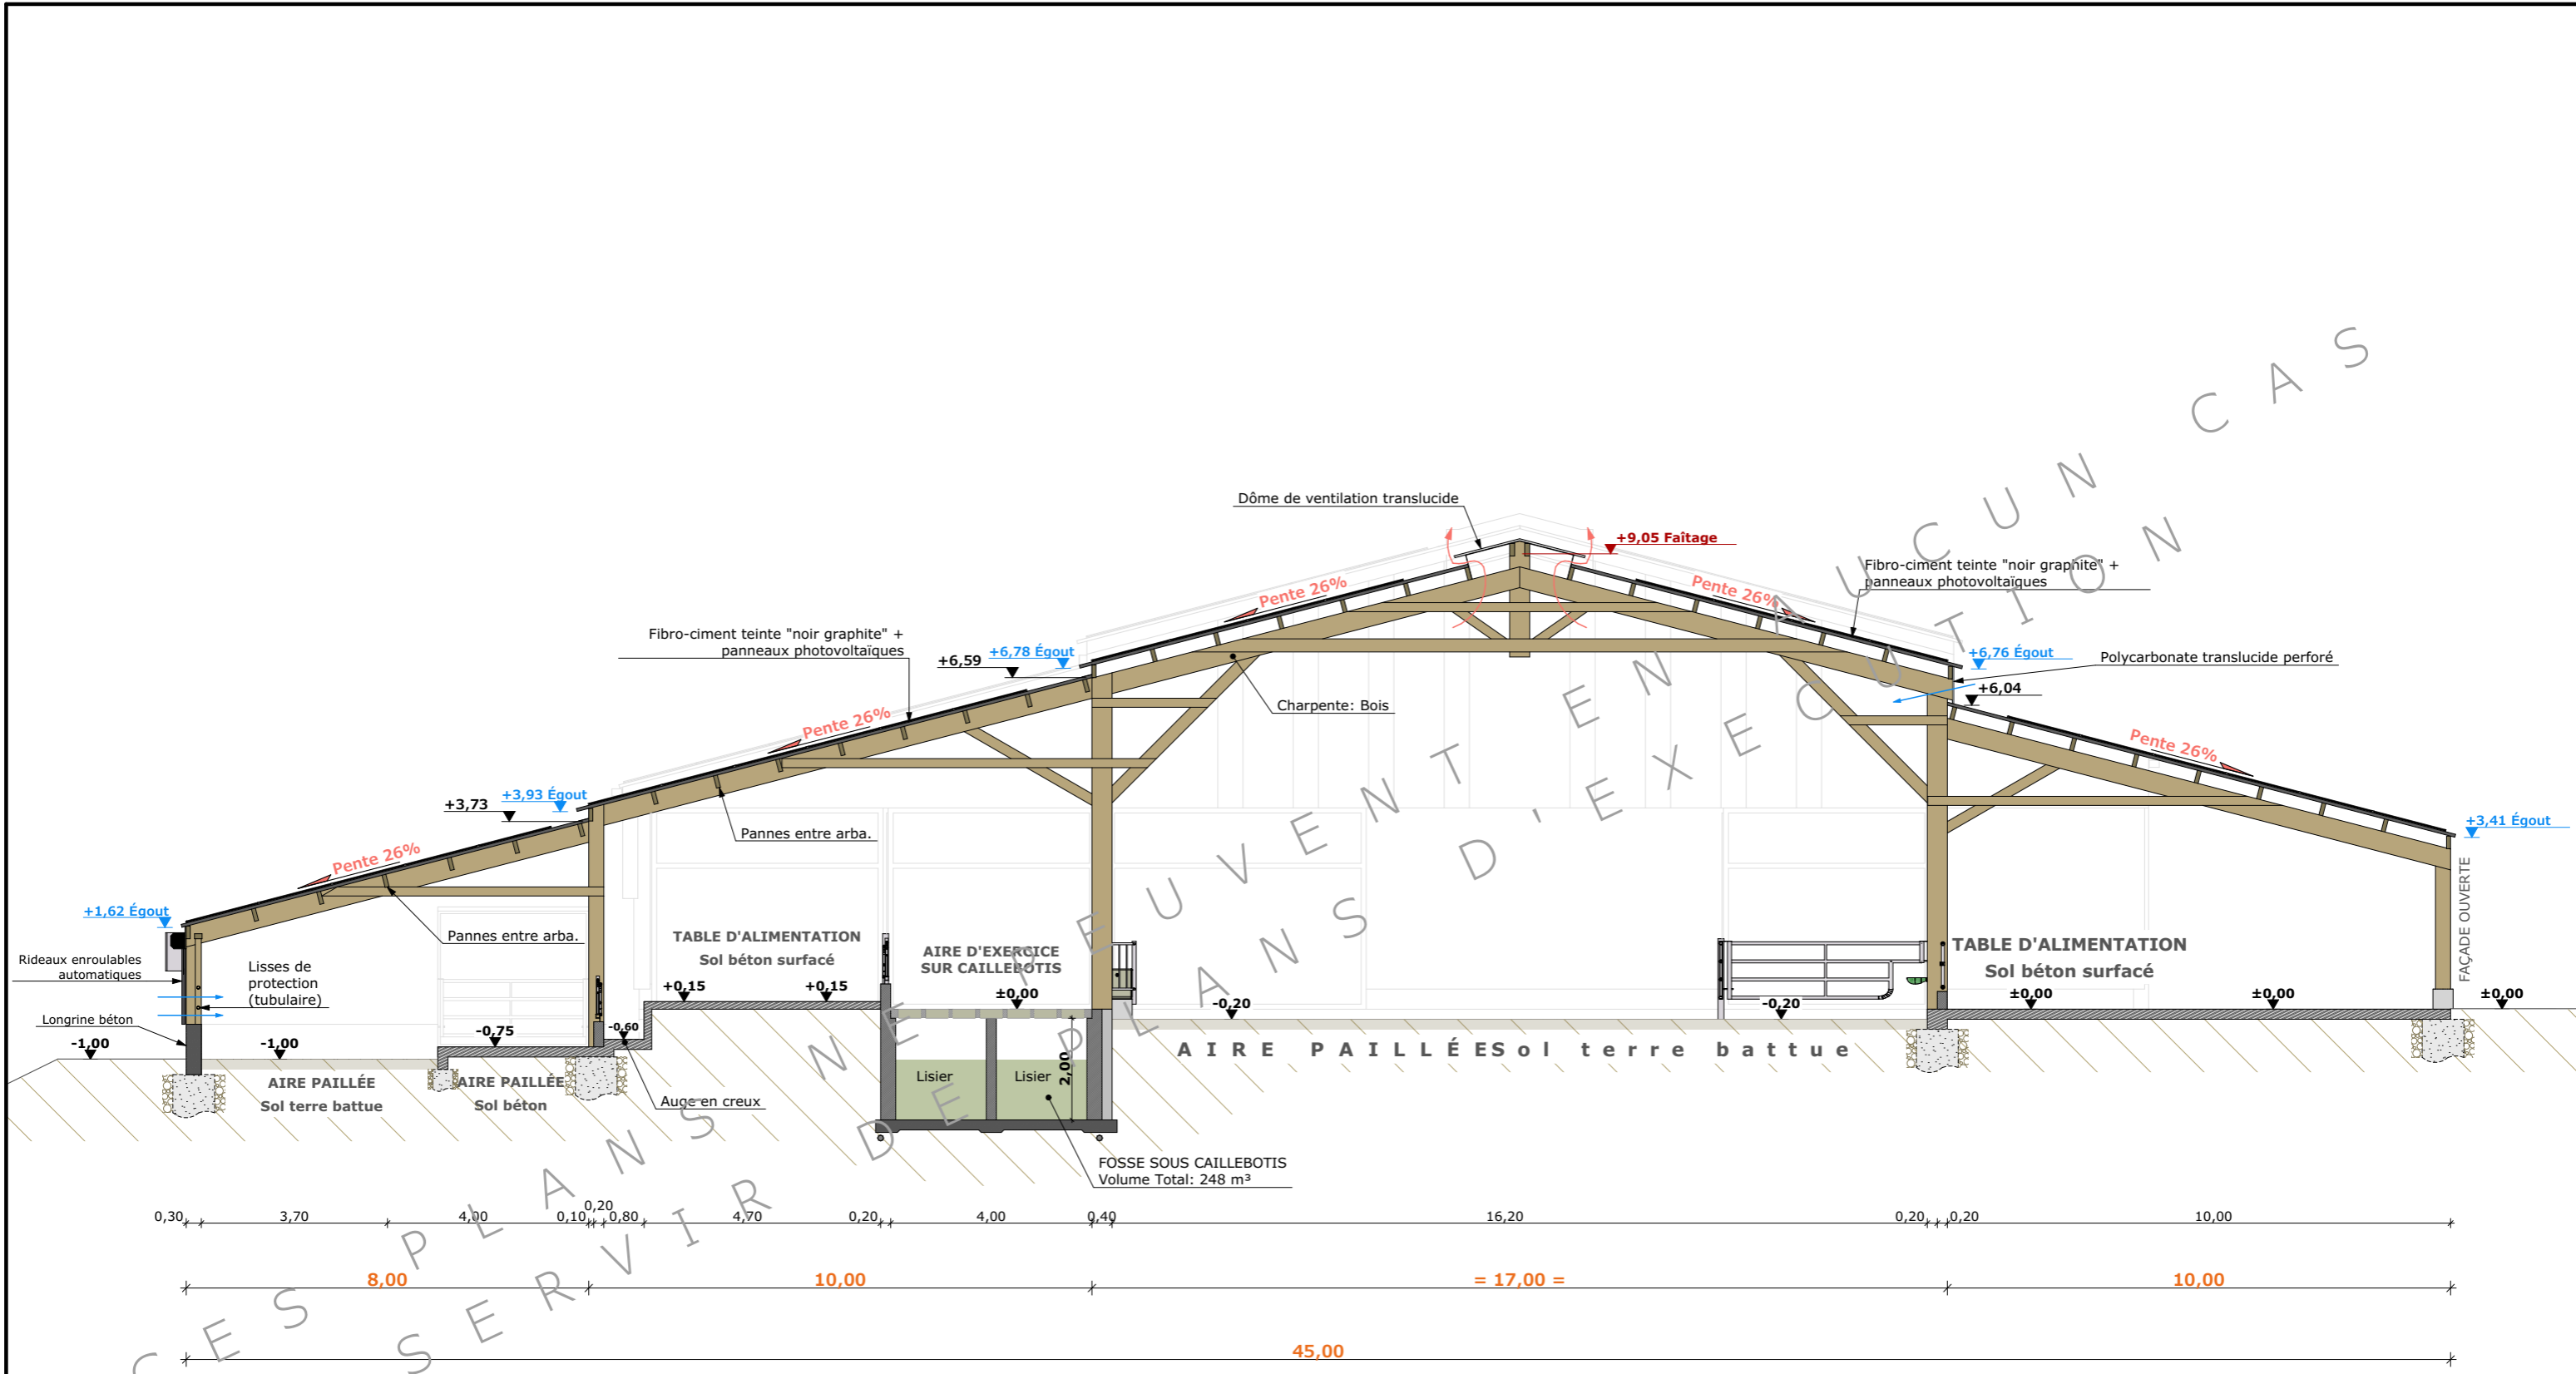 Dôme de ventilation translucide
+9,05 Faîtage
Pente 26%
Pente 26%
Fibro-ciment teinte "noir graphite" +
panneaux photovoltaïques
Fibro-ciment teinte "noir graphite" +
panneaux photovoltaïques
+6,59
+6,78 Égout
+6,76 Égout
Polycarbonate translucide perforé
+6,04
Charpente: Bois
Pente 26%
Pente 26%
+3,93 Égout
+3,73
Pannes entre arba.
+3,41 Égout
Pente 26%
+1,62 Égout
Pannes entre arba.
FAÇADE OUVERTE
Rideaux enroulables
automatiques
Lisses de
protection
(tubulaire)
Longrine béton
TABLE D'ALIMENTATION
Sol béton surfacé
AIRE D'EXERCICE
SUR CAILLEBOTIS
TABLE D'ALIMENTATION
Sol béton surfacé
+0,15
+0,15
±0,00
-0,20
-0,20
±0,00
±0,00
±0,00
-1,00
-1,00
-0,75
-0,60
AIRE PAILLÉE
Sol terre battue
AIRE PAILLÉE
Sol béton
Auge en creux
Lisier
Lisier
2,00
AIRE PAILLÉE Sol terre battue
FOSSE SOUS CAILLEBOTIS
Volume Total: 248 m³
0,30 3,70 4,00 0,10 0,20 0,80 4,70 0,20 4,00 0,40 16,20 0,20 0,20 10,00
8,00 10,00 = 17,00 = 10,00
45,00
CES PLANS NE PEUVENT EN AUCUN CAS
SERVIR DE PLANS D'EXECUTION